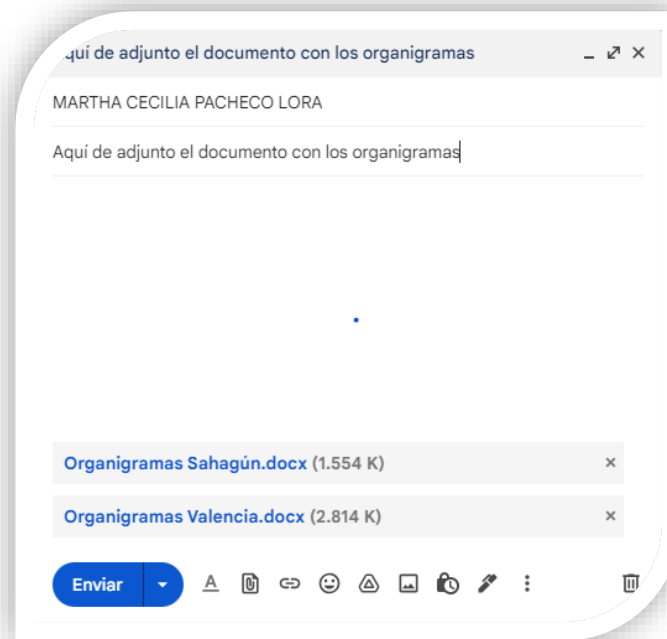 Aquí de adjunto el documento con los organigramas
MARTHA CECILIA PACHECO LORA
Aquí de adjunto el documento con los organigramas
Organigramas Sahagún.docx (1.554 K)
Organigramas Valencia.docx (2.814 K)
Enviar